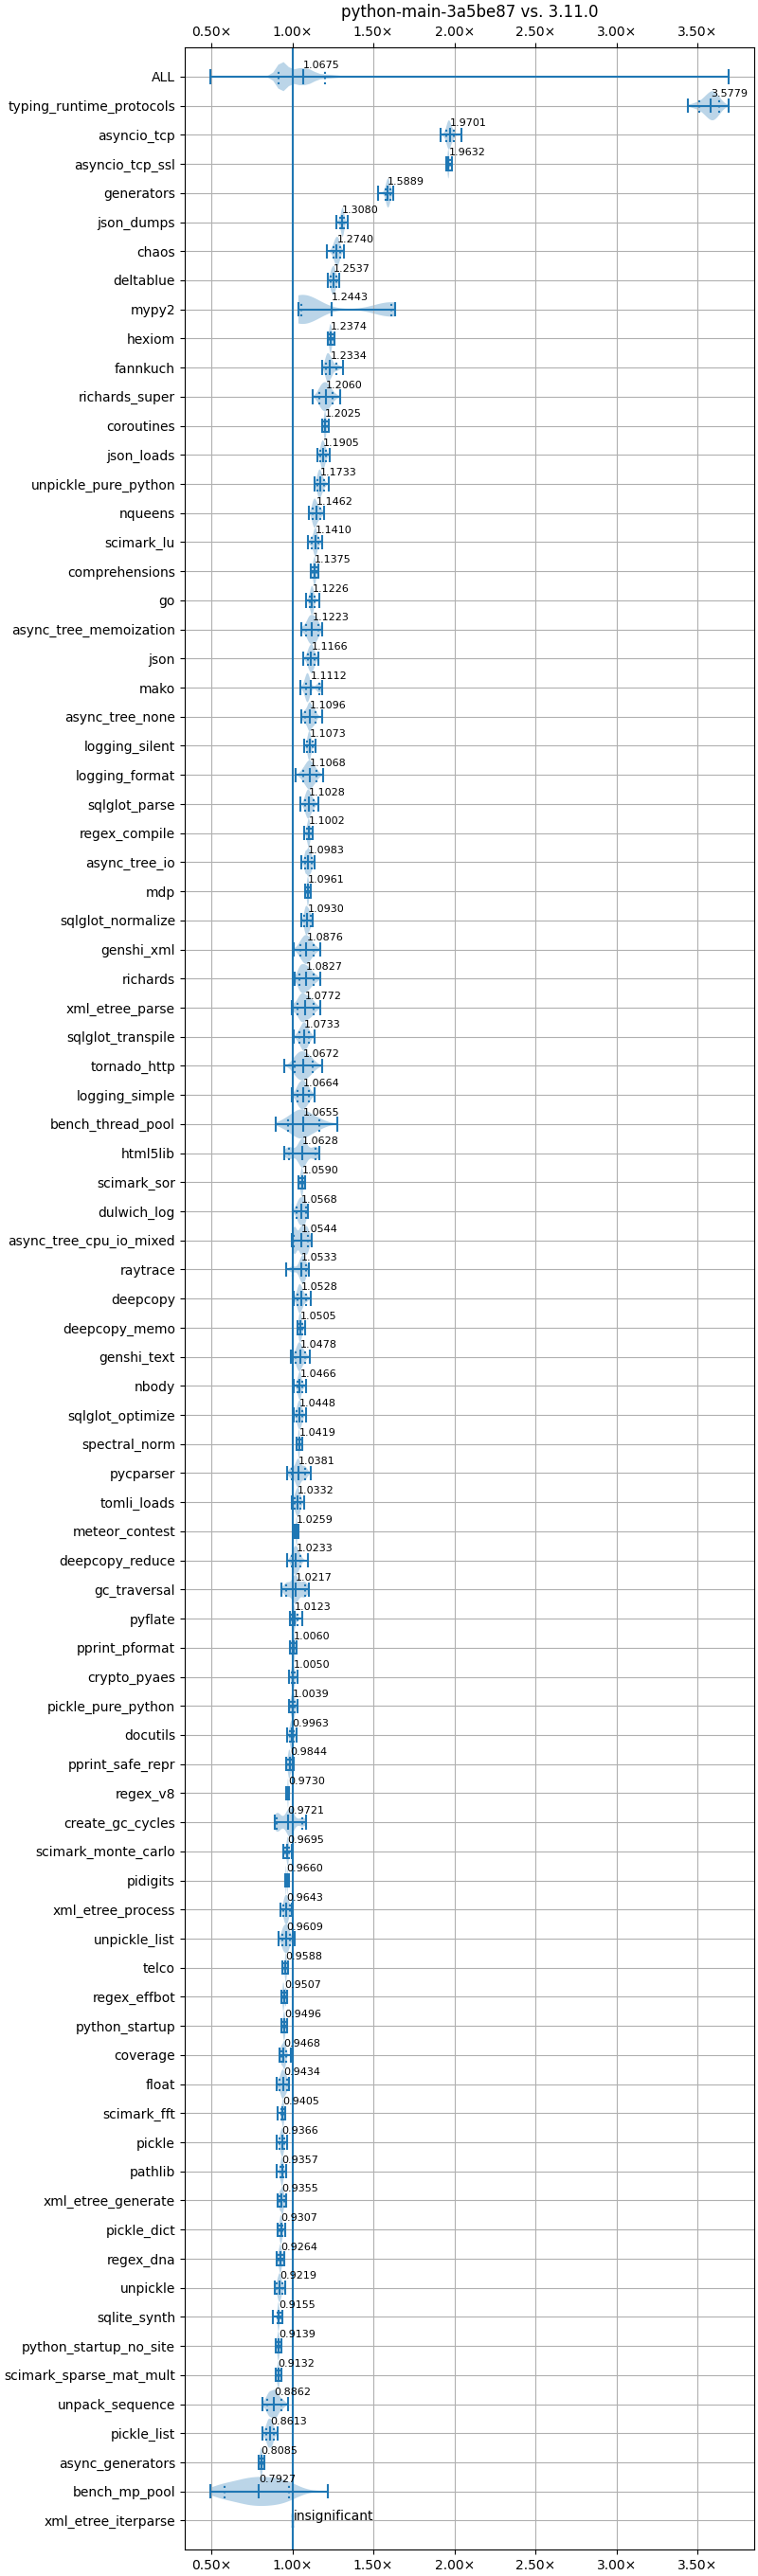 python-main-3a5be87 vs. 3.11.0
0.50× 1.00× 1.50× 2.00× 2.50× 3.00× 3.50×
ALL 1.0675
typing_runtime_protocols 3.5779
asyncio_tcp 1.9701
asyncio_tcp_ssl 1.9632
generators 1.5889
json_dumps 1.3080
chaos 1.2740
deltablue 1.2537
mypy2 1.2443
hexiom 1.2374
fannkuch 1.2334
richards_super 1.2060
coroutines 1.2025
json_loads 1.1905
unpickle_pure_python 1.1733
nqueens 1.1462
scimark_lu 1.1410
comprehensions 1.1375
go 1.1226
async_tree_memoization 1.1223
json 1.1166
mako 1.1112
async_tree_none 1.1096
logging_silent 1.1073
logging_format 1.1068
sqlglot_parse 1.1028
regex_compile 1.1002
async_tree_io 1.0983
mdp 1.0961
sqlglot_normalize 1.0930
genshi_xml 1.0876
richards 1.0827
xml_etree_parse 1.0772
sqlglot_transpile 1.0733
tornado_http 1.0672
logging_simple 1.0664
bench_thread_pool 1.0655
html5lib 1.0628
scimark_sor 1.0590
dulwich_log 1.0568
async_tree_cpu_io_mixed 1.0544
raytrace 1.0533
deepcopy 1.0528
deepcopy_memo 1.0505
genshi_text 1.0478
nbody 1.0466
sqlglot_optimize 1.0448
spectral_norm 1.0419
pycparser 1.0381
tomli_loads 1.0332
meteor_contest 1.0259
deepcopy_reduce 1.0233
gc_traversal 1.0217
pyflate 1.0123
pprint_pformat 1.0060
crypto_pyaes 1.0050
pickle_pure_python 1.0039
docutils 0.9963
pprint_safe_repr 0.9844
regex_v8 0.9730
create_gc_cycles 0.9721
scimark_monte_carlo 0.9695
pidigits 0.9660
xml_etree_process 0.9643
unpickle_list 0.9609
telco 0.9588
regex_effbot 0.9507
python_startup 0.9496
coverage 0.9468
float 0.9434
scimark_fft 0.9405
pickle 0.9366
pathlib 0.9357
xml_etree_generate 0.9355
pickle_dict 0.9307
regex_dna 0.9264
unpickle 0.9219
sqlite_synth 0.9155
python_startup_no_site 0.9139
scimark_sparse_mat_mult 0.9132
unpack_sequence 0.8862
pickle_list 0.8613
async_generators 0.8085
bench_mp_pool 0.7927
xml_etree_iterparse insignificant
0.50× 1.00× 1.50× 2.00× 2.50× 3.00× 3.50×